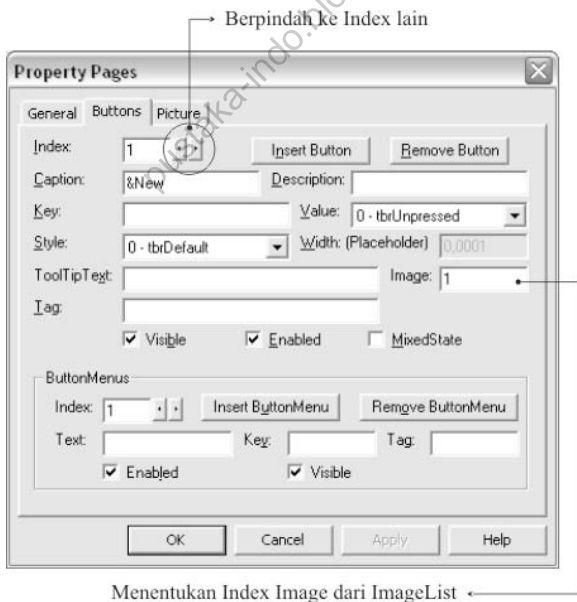 Berpindah ke Index lain
Property Pages
General Buttons Picture
Index: 1 Insert Button Remove Button
Caption: &New Description:
Key: Value: 0 - tbrUnpressed
Style: 0 - tbrDefault Width: (Placeholder) 0,0001
ToolTipText: Image: 1
Tag:
Visible Enabled MixedState
ButtonMenus
Index: 1 Insert ButtonMenu Remove ButtonMenu
Text: Key: Tag:
Enabled Visible
OK Cancel Apply Help
Menentukan Index Image dari ImageList
pustaka-indo.blo